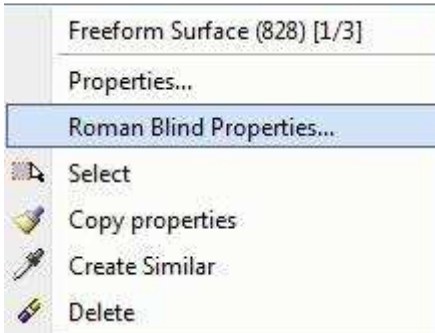 Freeform Surface (828) [1/3]
Properties...
Roman Blind Properties...
Select
Copy properties
Create Similar
Delete